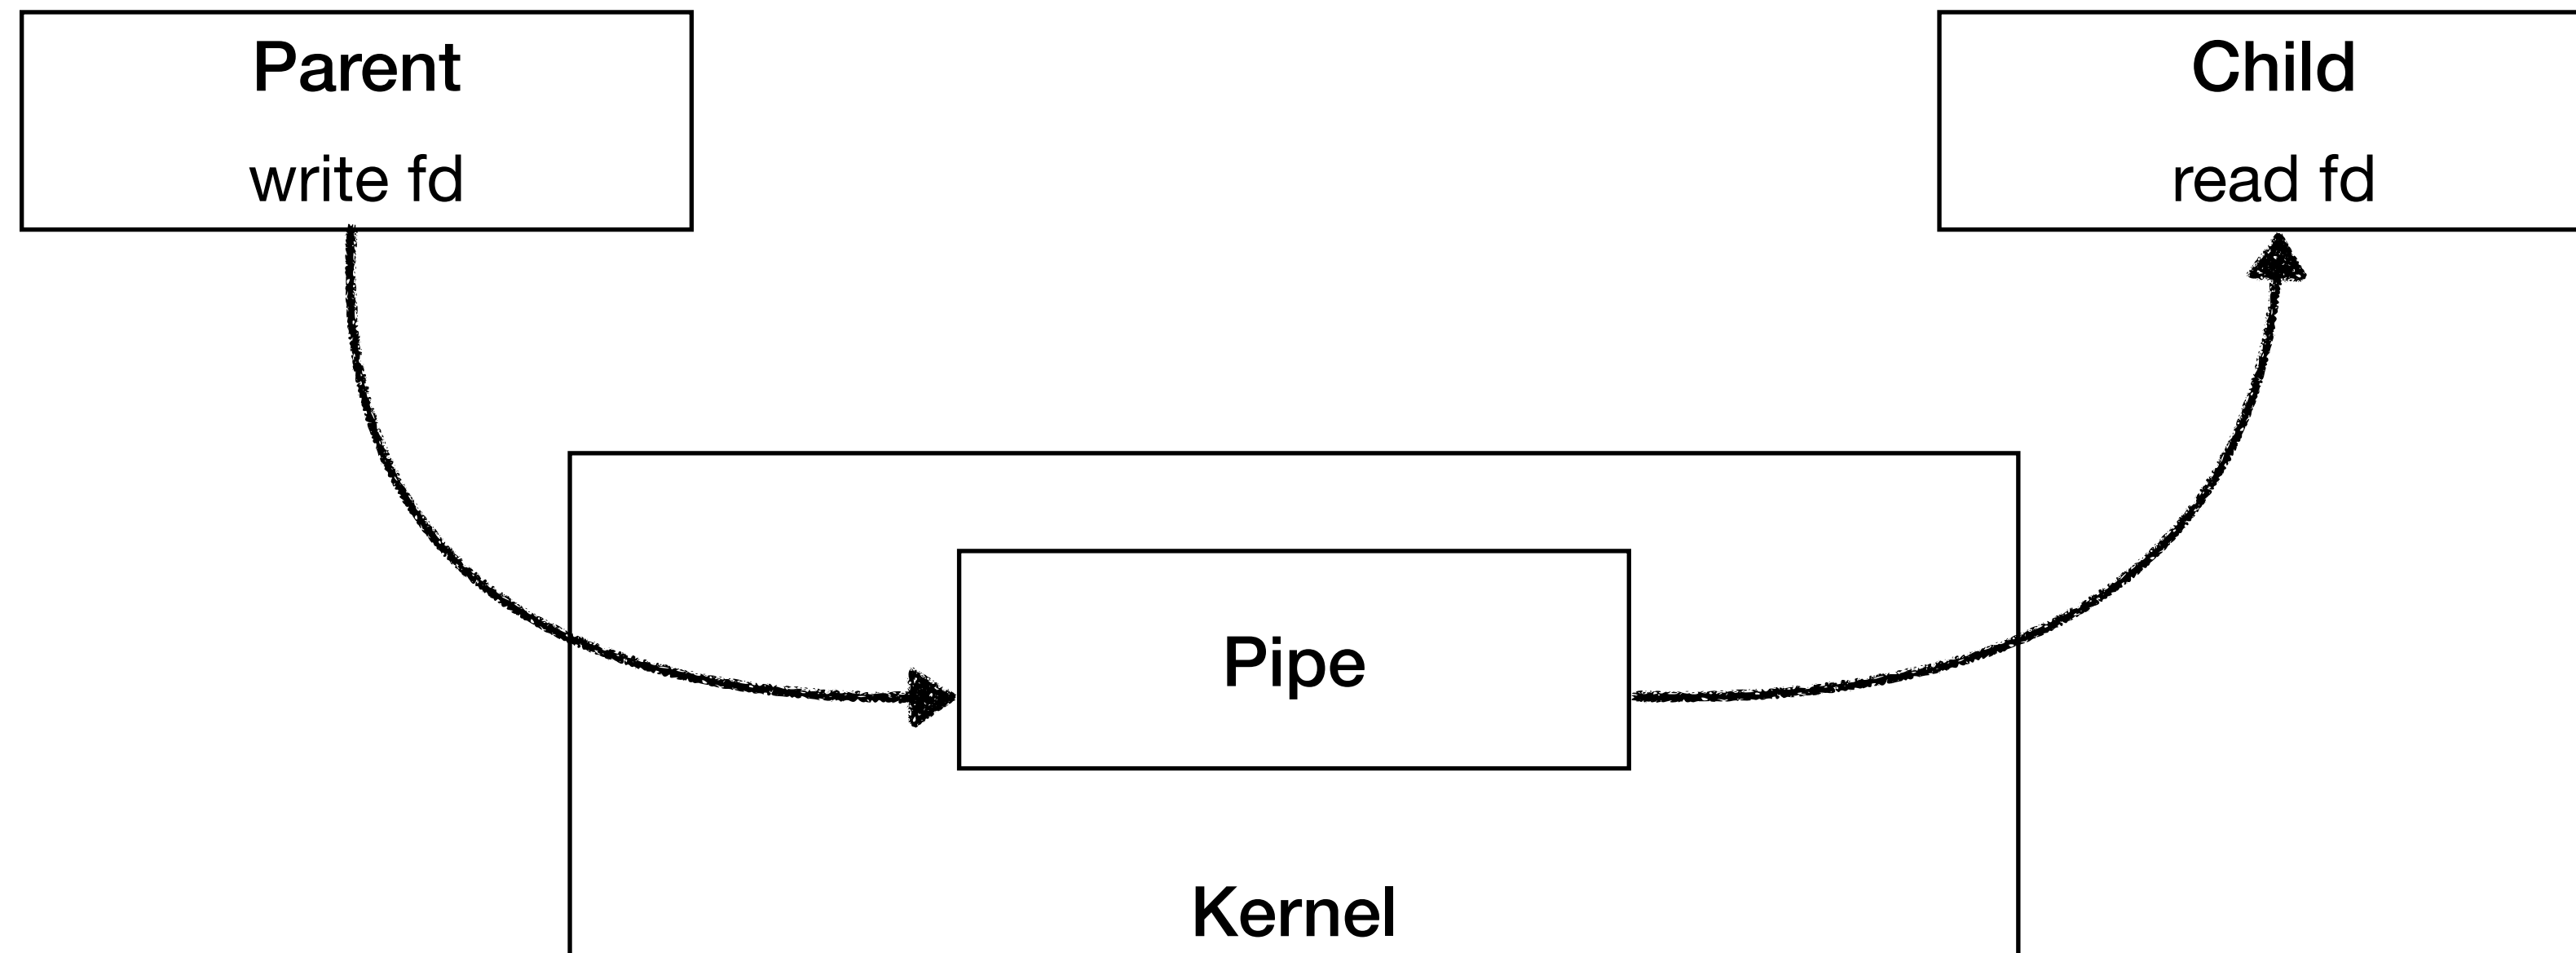 Parent
write fd
Child
read fd
Pipe
Kernel